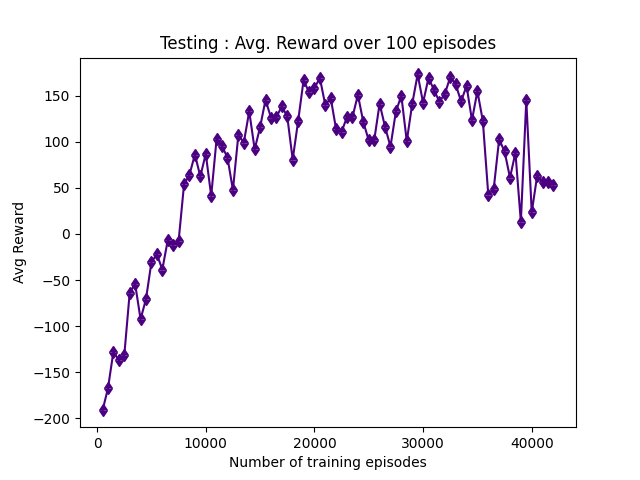 Testing : Avg. Reward over 100 episodes
150
100
50
0
−50
−100
−150
−200
Avg Reward
0 10000 20000 30000 40000
Number of training episodes